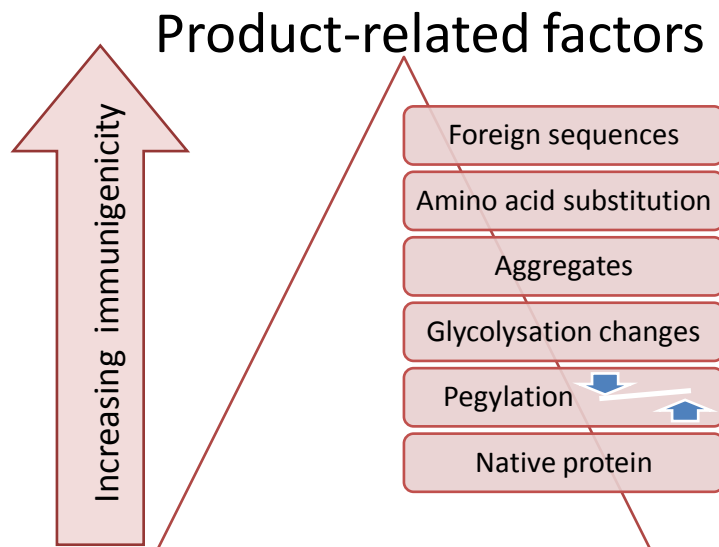 Product-related factors
Increasing immunigenicity
Foreign sequences
Amino acid substitution
Aggregates
Glycolysation changes
Pegylation
Native protein